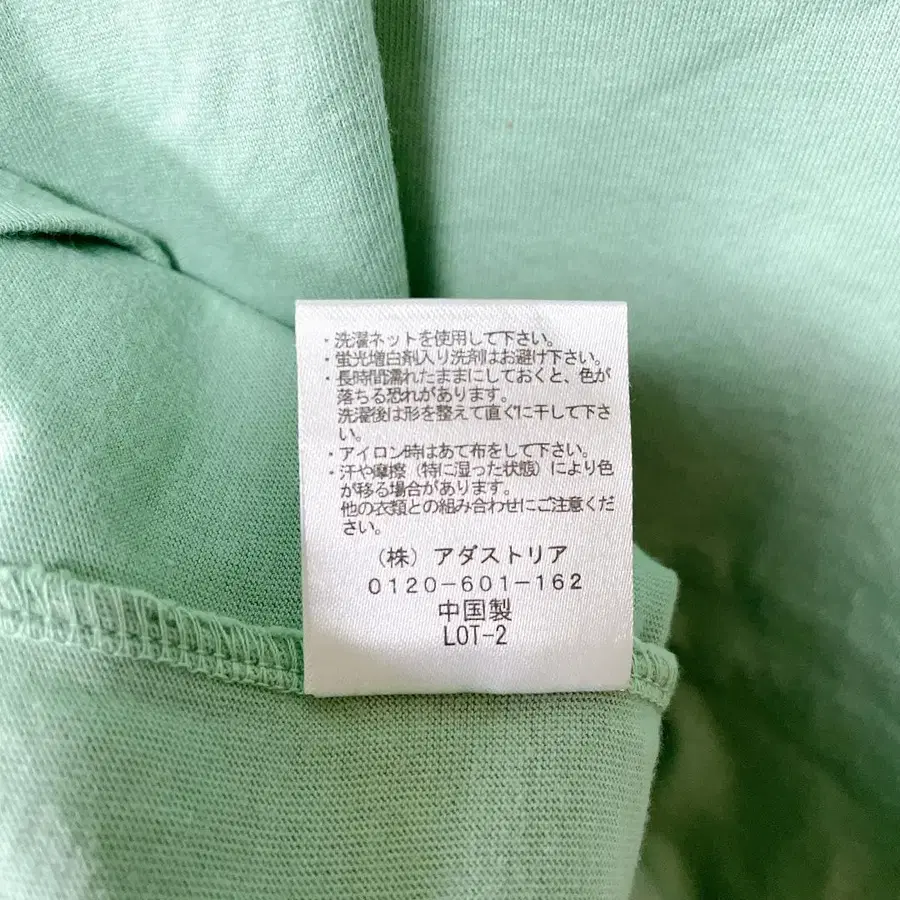 ・洗濯ネットを使用して下さい。
・蛍光増白剤入り洗剤はお避け下さい。
・長時間濡れたままにしておくと、色が
落ちる恐れがあります。
洗濯後は形を整えて直ぐに干して下さ
い。
・アイロン時はあて布をして下さい。
・汗や摩擦（特に湿った状態）により色
が移る場合があります。
他の衣類との組み合わせにご注意くだ
さい。
（株）アダストリア
0120-601-162
中国製
LOT-2